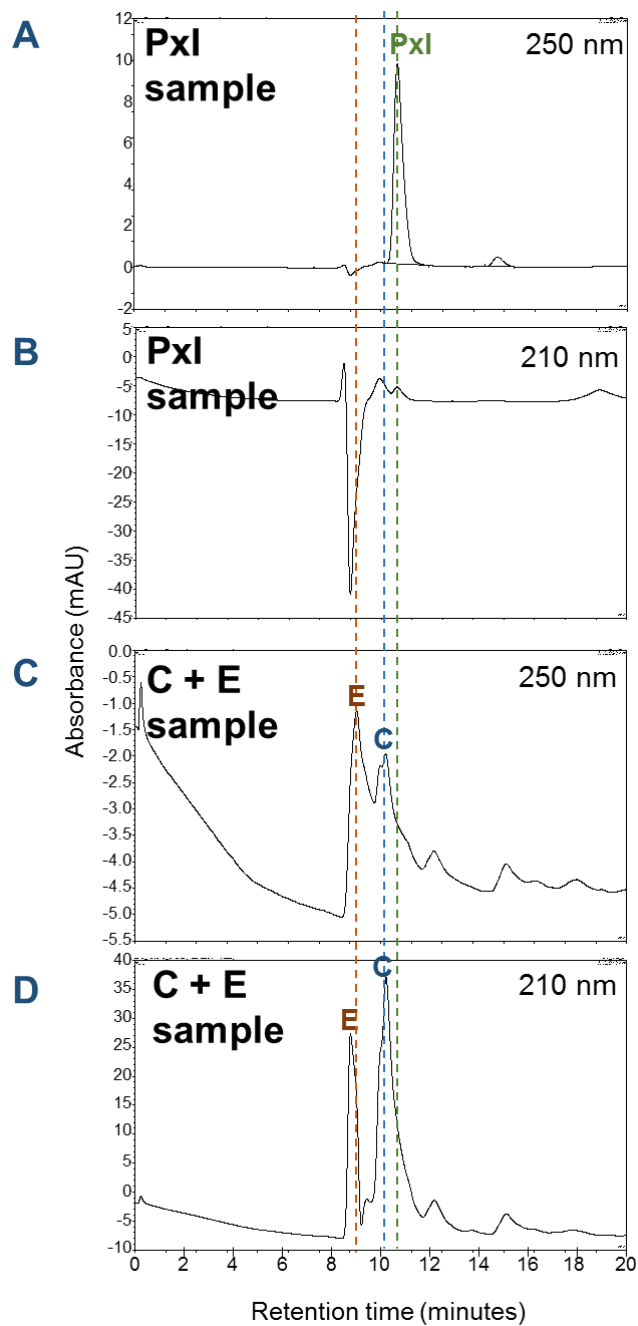 A
PxI
sample
PxI
250 nm
12
10
8
6
4
2
0
-2
B
PxI
sample
210 nm
5
0
-5
-10
-15
-20
-25
-30
-35
-40
-45
Absorbance (mAU)
C
C + E
sample
E
C
250 nm
0.0
-0.5
-1.0
-1.5
-2.0
-2.5
-3.0
-3.5
-4.0
-4.5
-5.0
-5.5
D
C + E
sample
E
C
210 nm
40
35
30
25
20
15
10
5
0
-5
-10
0 2 4 6 8 10 12 14 16 18 20
Retention time (minutes)